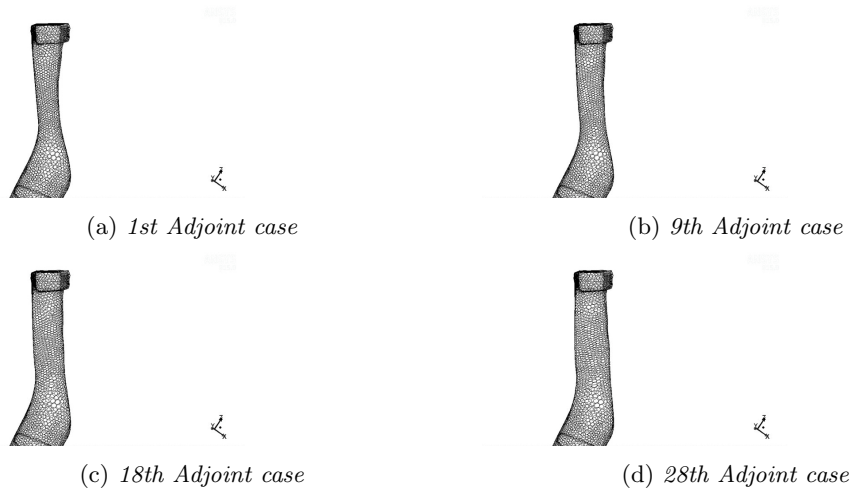 (a) 1st Adjoint case
(b) 9th Adjoint case
(c) 18th Adjoint case
(d) 28th Adjoint case